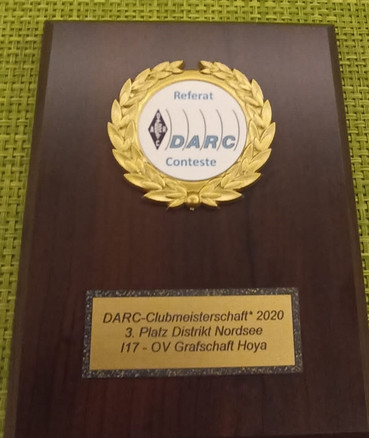 Referat
DARC
Conteste
DARC-Clubmeisterschaft* 2020
3. Platz Distrikt Nordsee
I17 - OV Grafschaft Hoya